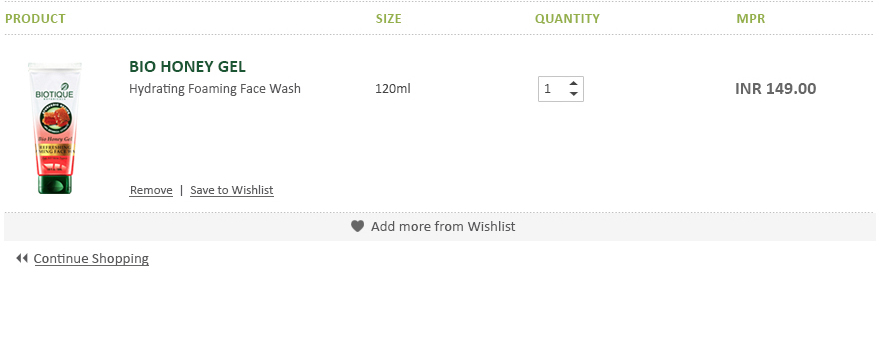 PRODUCT SIZE QUANTITY MPR
BIO HONEY GEL
Hydrating Foaming Face Wash 120ml 1 INR 149.00
BIOTIQUE
Bio Honey Gel
REFRESHING
Remove | Save to Wishlist
Add more from Wishlist
Continue Shopping